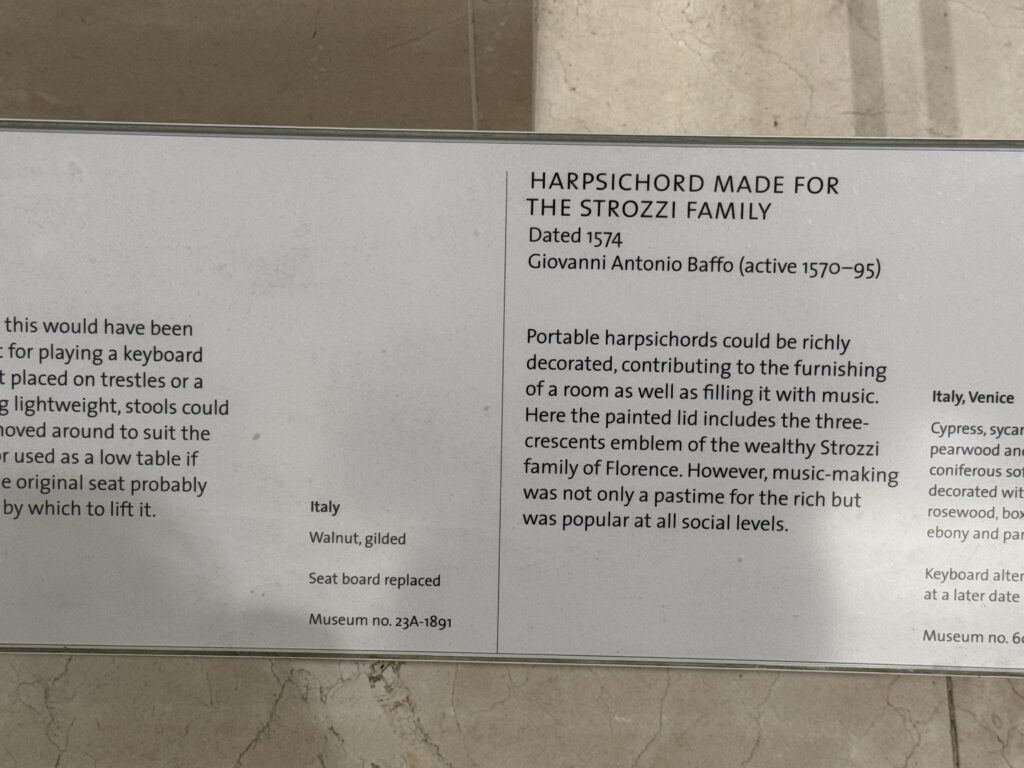 this would have been
for playing a keyboard
placed on trestles or a
lightweight, stools could
moved around to suit the
or used as a low table if
original seat probably
by which to lift it.
Italy
Walnut, gilded
Seat board replaced
Museum no. 23A-1891
HARPSICHORD MADE FOR
THE STROZZI FAMILY
Dated 1574
Giovanni Antonio Baffo (active 1570–95)
Portable harpsichords could be richly
decorated, contributing to the furnishing
of a room as well as filling it with music.
Here the painted lid includes the three-
crescents emblem of the wealthy Strozzi
family of Florence. However, music-making
was not only a pastime for the rich but
was popular at all social levels.
Italy, Venice
Cypress,
pearwood
coniferous
decorated
rosewood,
ebony and
Keyboard
at a later date
Museum no.